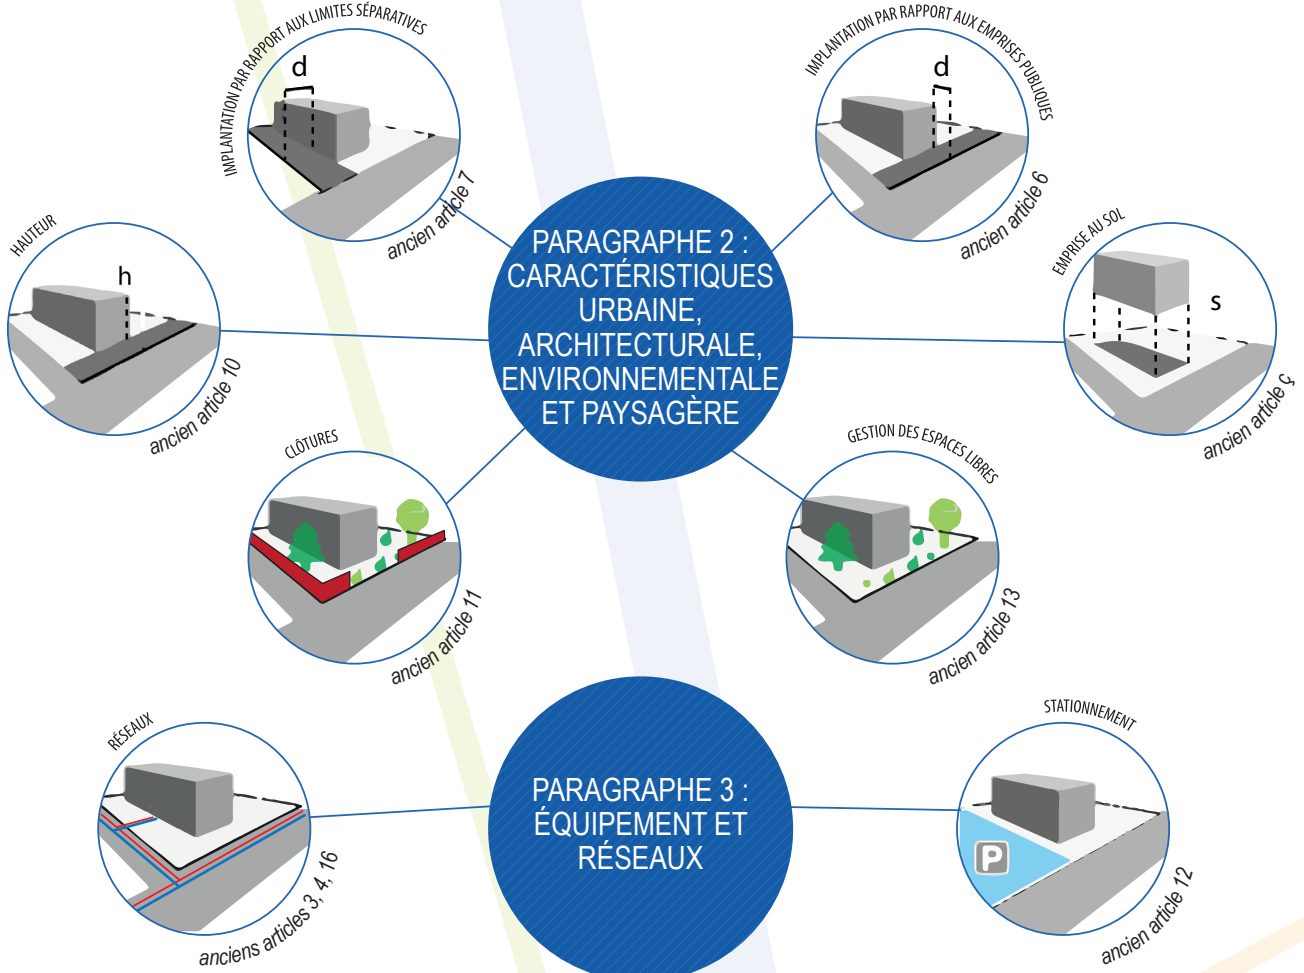 IMPLANTATION PAR RAPPORT AUX LIMITES SÉPARATIVES
d
ancien article 7
IMPLANTATION PAR RAPPORT AUX EMPRISES PUBLIQUES
d
ancien article 6
HAUTEUR
h
ancien article 10
PARAGRAPHE 2 :
CARACTÉRISTIQUES
URBAINE,
ARCHITECTURALE,
ENVIRONNEMENTALE
ET PAYSAGÈRE
EMPRISE AU SOL
s
ancien article ç
CLÔTURES
ancien article 11
GESTION DES ESPACES LIBRES
ancien article 13
RÉSEAUX
anciens articles 3, 4, 16
PARAGRAPHE 3 :
ÉQUIPEMENT ET
RÉSEAUX
STATIONNEMENT
P
ancien article 12